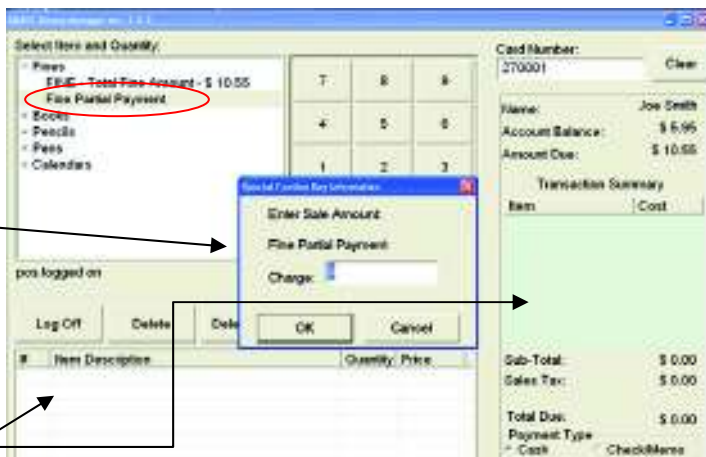 Select Item and Quantity:
Fines
FINE - Total Fine Amount - $ 10.55
Fine Partial Payment
Books
Pencils
Pens
Calendars
7 8 9
4 5 6
1 2 3
Card Number:
270001
Clear
Name: Joe Smith
Account Balance: $ 5.95
Amount Due: $ 10.55
Transaction Summary
Item Cost
Enter Sale Amount
Fine Partial Payment
Charge:
OK Cancel
pos logged on
Log Off Delete Dele
# Item Description Quantity Price
Sub-Total: $ 0.00
Sales Tax: $ 0.00
Total Due: $ 0.00
Payment Type
Cash Check/Memo